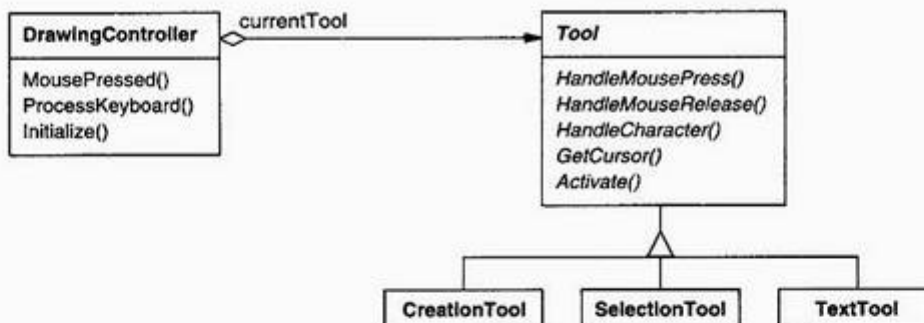 DrawingController
MousePressed()
ProcessKeyboard()
Initialize()
currentTool
Tool
HandleMousePress()
HandleMouseRelease()
HandleCharacter()
GetCursor()
Activate()
CreationTool
SelectionTool
TextTool